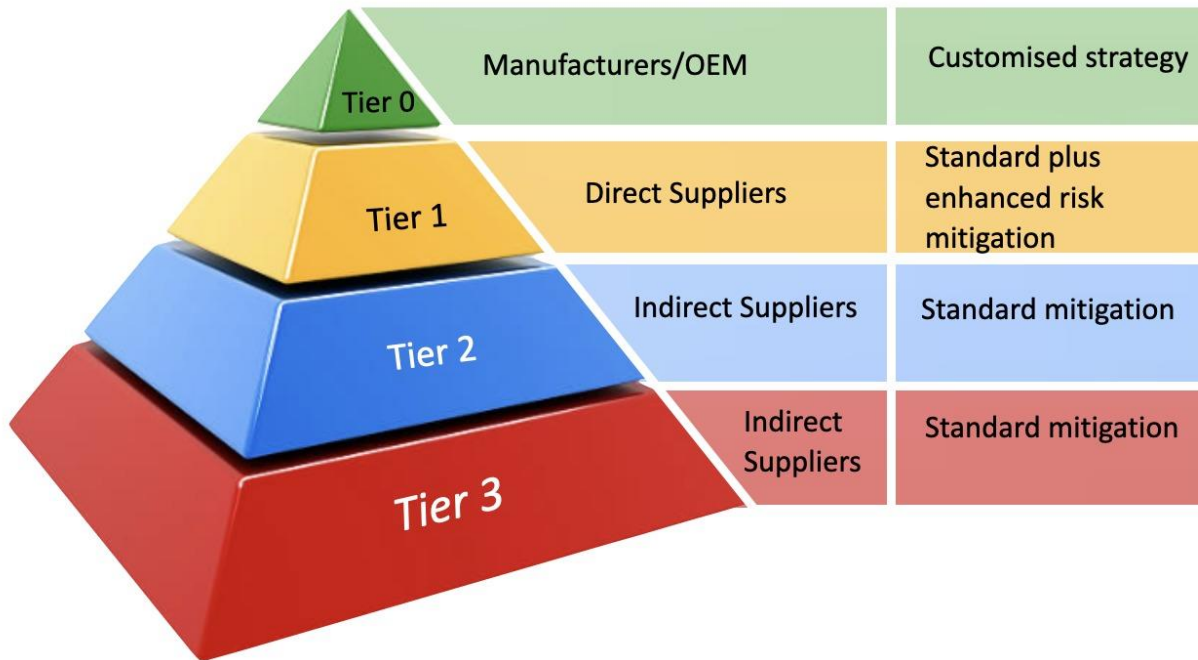 Tier 0
Manufacturers/OEM
Customised strategy
Tier 1
Direct Suppliers
Standard plus
enhanced risk
mitigation
Tier 2
Indirect Suppliers
Standard mitigation
Tier 3
Indirect
Suppliers
Standard mitigation